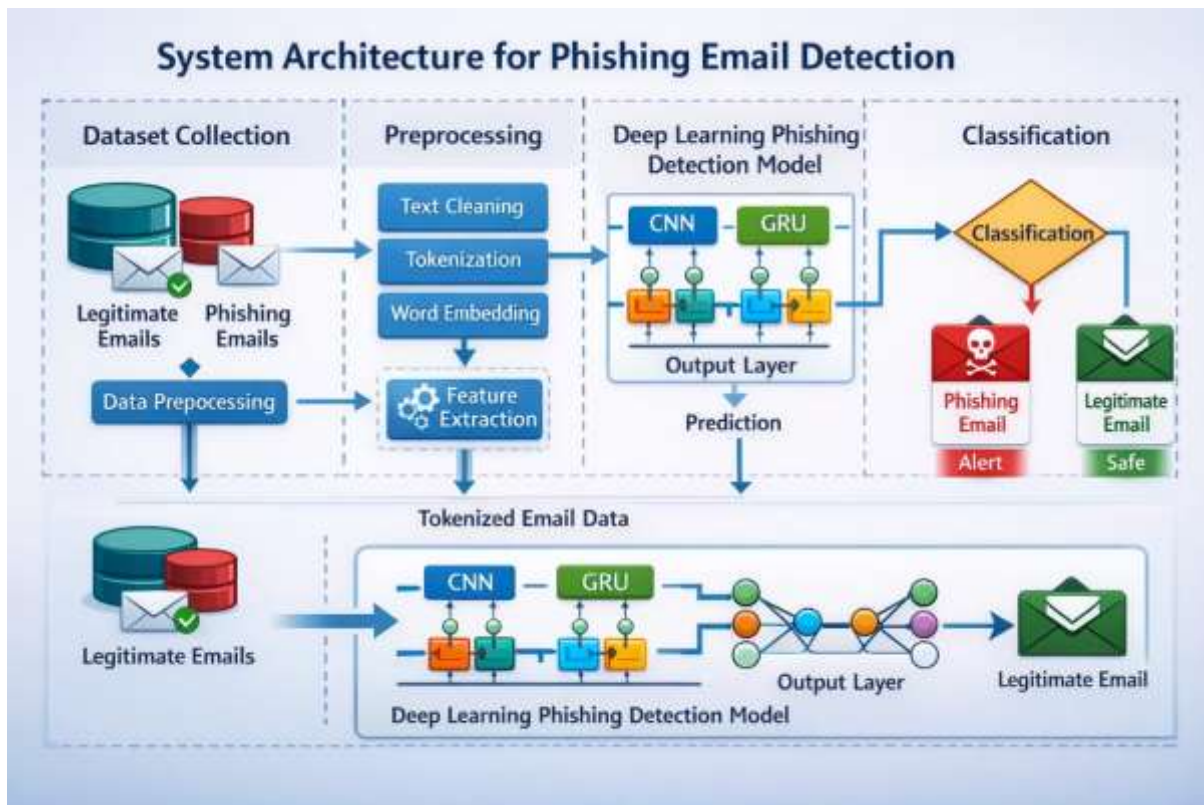 System Architecture for Phishing Email Detection
Dataset Collection
Legitimate
Emails
Phishing
Emails
Data Prepocessing
Preprocessing
Text Cleaning
Tokenization
Word Embedding
Feature
Extraction
Deep Learning Phishing
Detection Model
CNN
GRU
Output Layer
Prediction
Classification
Classification
Phishing
Email
Alert
Legitimate
Email
Safe
Tokenized Email Data
Legitimate Emails
CNN
GRU
Output Layer
Deep Learning Phishing Detection Model
Legitimate Email